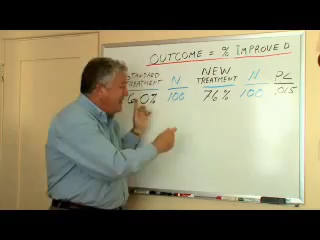 OUTCOME = % IMPROVED
STANDARD TREATMENT N NEW TREATMENT N P<
60% 100 76% 100 .015